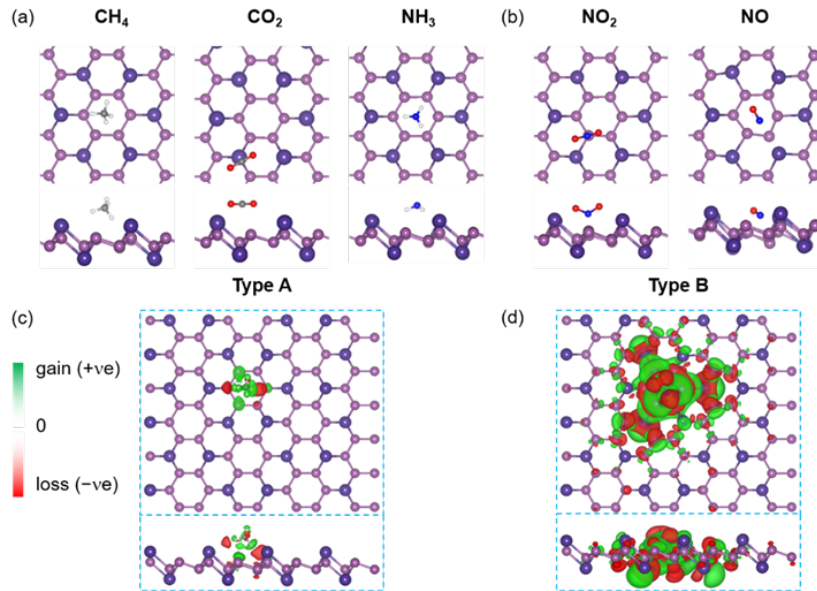 (a) CH₄ CO₂ NH₃
(b) NO₂ NO
Type A
Type B
(c)
gain (+ve)
0
loss (−ve)
(d)